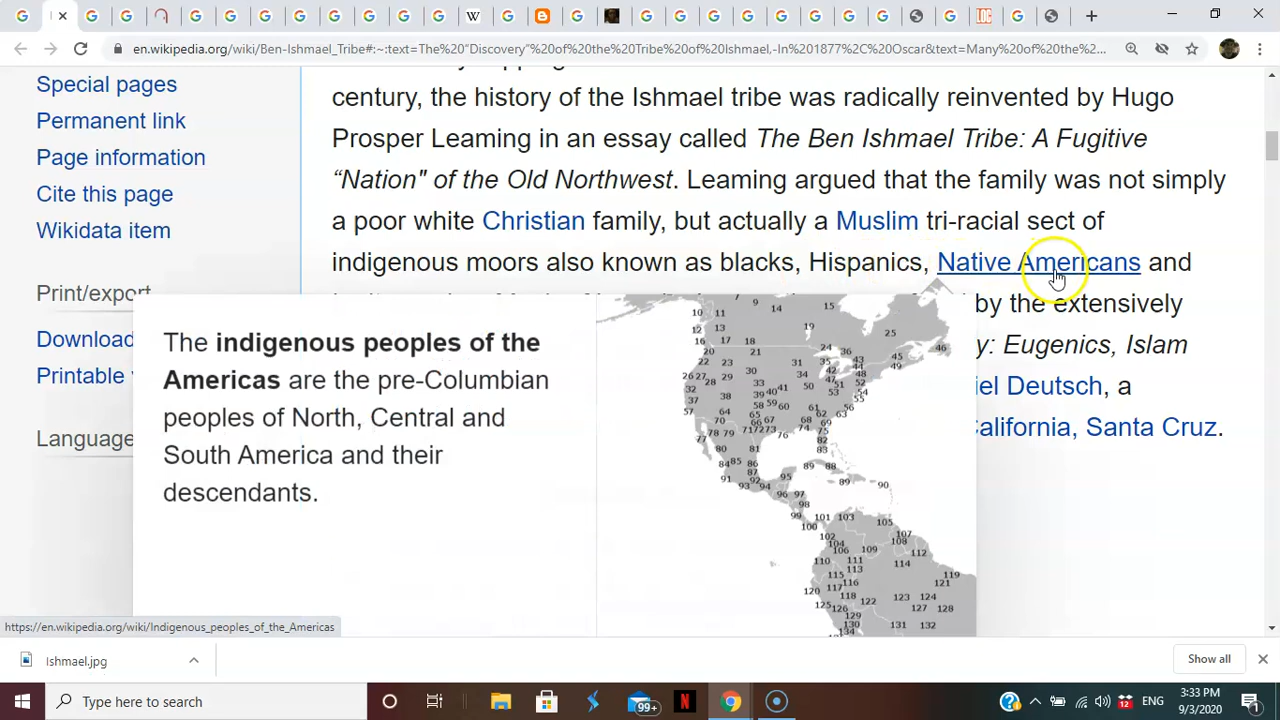 en.wikipedia.org/wiki/Ben-Ishmael_Tribe#:~:text=The%20"Discovery"%20of%20the%20Tribe%20of%20Ishmael,-In%201877%2C%20Oscar&text=Many%20of%20the%...
Special pages
Permanent link
Page information
Cite this page
Wikidata item
Print/export
Download
Printable
Language
century, the history of the Ishmael tribe was radically reinvented by Hugo
Prosper Leaming in an essay called The Ben Ishmael Tribe: A Fugitive
“Nation" of the Old Northwest. Leaming argued that the family was not simply
a poor white Christian family, but actually a Muslim tri-racial sect of
indigenous moors also known as blacks, Hispanics, Native Americans and
by the extensively
y: Eugenics, Islam
iel Deutsch, a
California, Santa Cruz.
The indigenous peoples of the
Americas are the pre-Columbian
peoples of North, Central and
South America and their
descendants.
https://en.wikipedia.org/wiki/Indigenous_peoples_of_the_Americas
Ishmael.jpg
Show all
Type here to search
99+
ENG
12
3:33 PM
9/3/2020
1